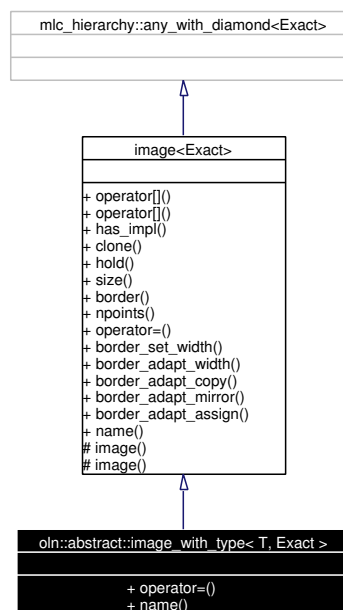 mlc_hierarchy::any_with_diamond<Exact>
image<Exact>
+ operator[]()
+ operator[]()
+ has_impl()
+ clone()
+ hold()
+ size()
+ border()
+ npoints()
+ operator=()
+ border_set_width()
+ border_adapt_width()
+ border_adapt_copy()
+ border_adapt_mirror()
+ border_adapt_assign()
+ name()
# image()
# image()
oln::abstract::image_with_type< T, Exact >
+ operator=()
+ name()